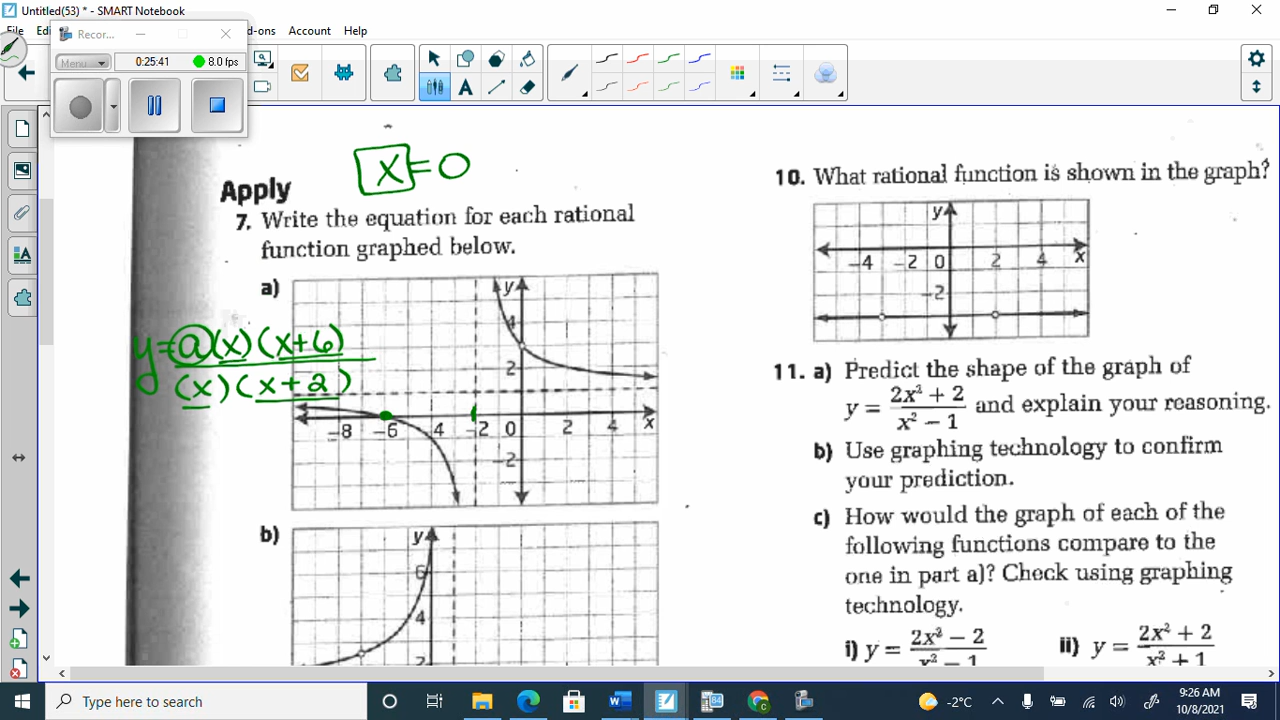 Untitled(53) * - SMART Notebook
Recor...
File
Account
Help
Menu
0:25:41
8.0 fps
A
x=0
Apply
7. Write the equation for each rational
function graphed below.
a)
y
4
2
-8 -6 4 -2 0 2 4 x
-2
y=a(x)(x+6)
(x)(x+2)
b)
y
6
4
2
10. What rational function is shown in the graph?
y
-4 -2 0 2 4 x
-2
11. a) Predict the shape of the graph of
y = 2x² + 2 / x² − 1 and explain your reasoning.
b) Use graphing technology to confirm
your prediction.
c) How would the graph of each of the
following functions compare to the
one in part a)? Check using graphing
technology.
i) y = 2x² − 2 / x² − 1 ii) y = 2x² + 2 / x² + 1
Type here to search
-2°C
9:26 AM
10/8/2021